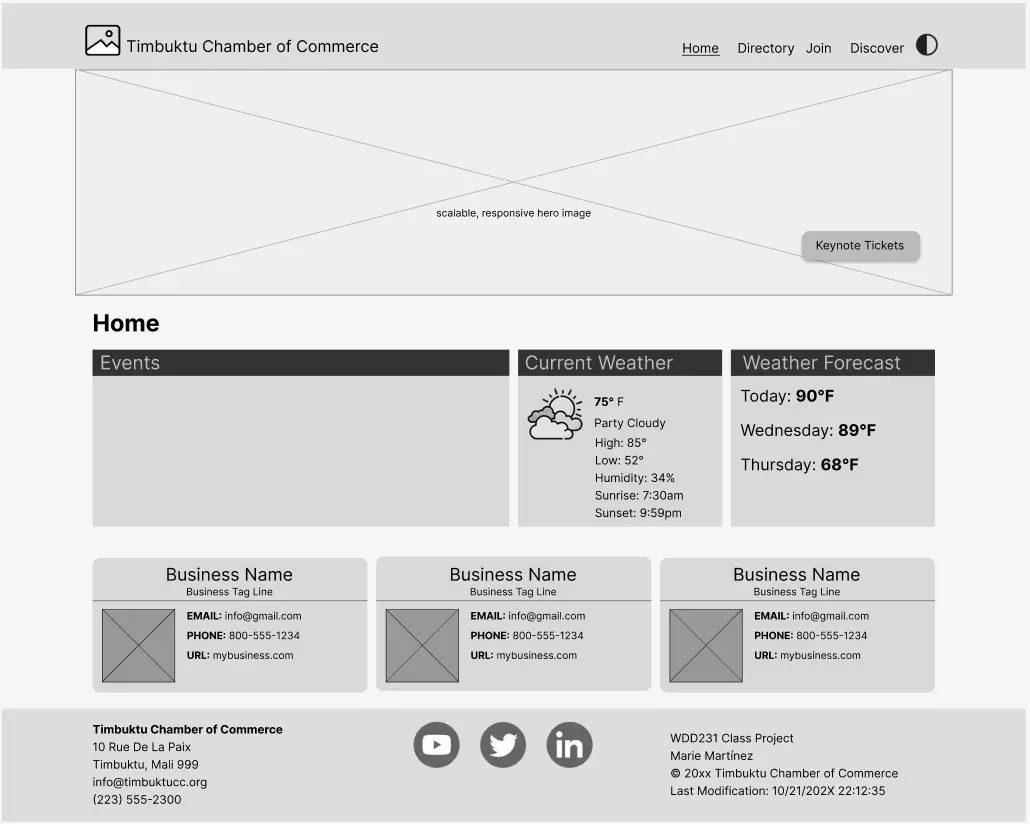 Timbuktu Chamber of Commerce
Home Directory Join Discover
scalable, responsive hero image
Keynote Tickets
Home
Events
Current Weather
75° F
Party Cloudy
High: 85°
Low: 52°
Humidity: 34%
Sunrise: 7:30am
Sunset: 9:59pm
Weather Forecast
Today: 90°F
Wednesday: 89°F
Thursday: 68°F
Business Name
Business Tag Line
EMAIL: info@gmail.com
PHONE: 800-555-1234
URL: mybusiness.com
Business Name
Business Tag Line
EMAIL: info@gmail.com
PHONE: 800-555-1234
URL: mybusiness.com
Business Name
Business Tag Line
EMAIL: info@gmail.com
PHONE: 800-555-1234
URL: mybusiness.com
Timbuktu Chamber of Commerce
10 Rue De La Paix
Timbuktu, Mali 999
info@timbuktucc.org
(223) 555-2300
in
WDD231 Class Project
Marie Martínez
© 20xx Timbuktu Chamber of Commerce
Last Modification: 10/21/202X 22:12:35